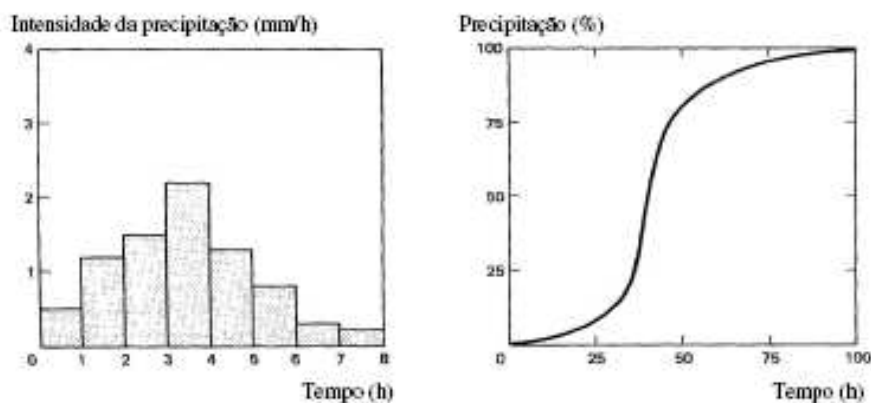 Intensidade da precipitação (mm/h)
4
3
2
1
0 1 2 3 4 5 6 7 8
Tempo (h)
Precipitação (%)
100
75
50
25
0 25 50 75 100
Tempo (h)